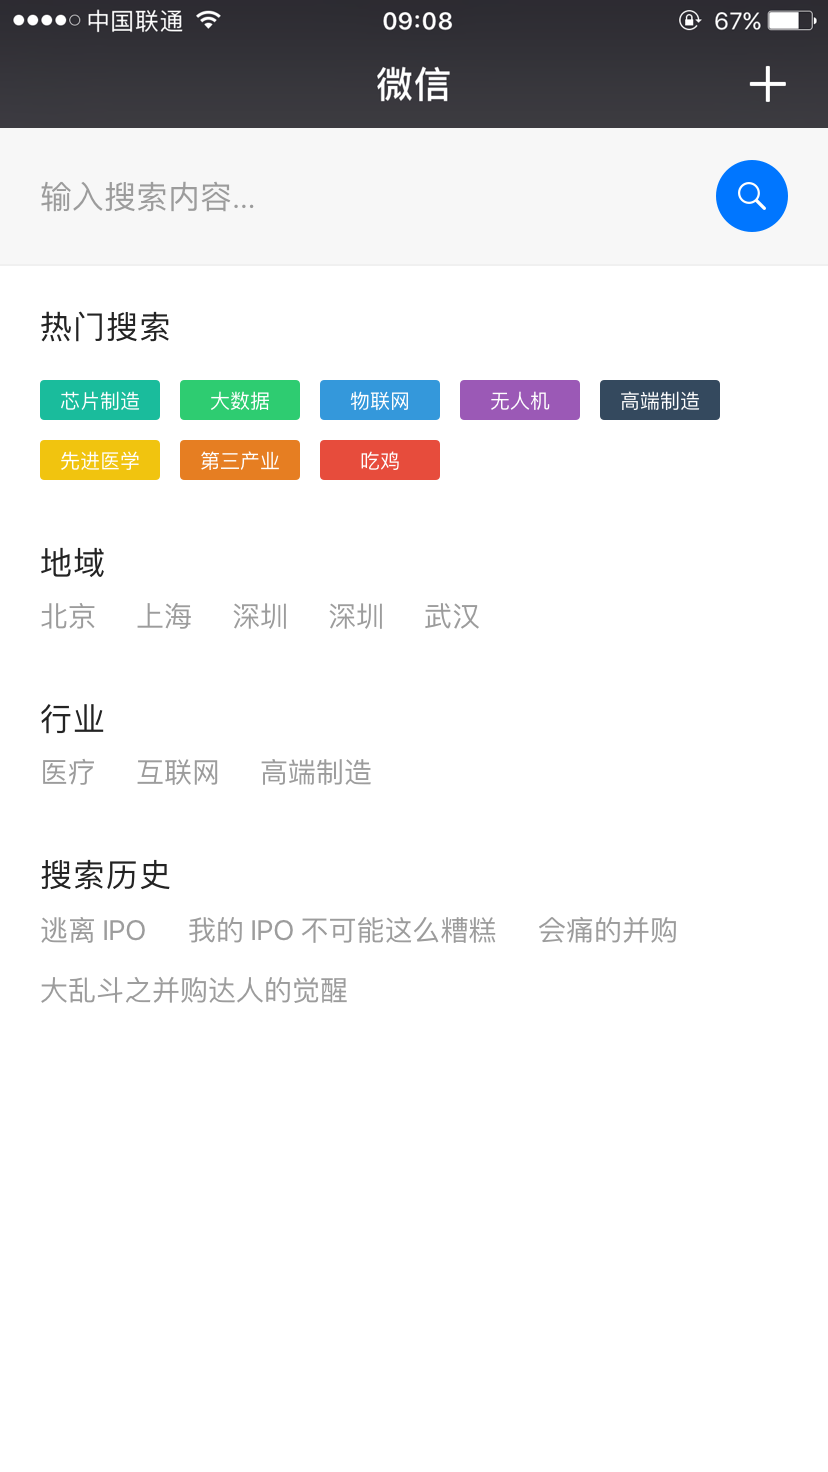 中国联通 09:08 67%
微信
输入搜索内容...
热门搜索
芯片制造 大数据 物联网 无人机 高端制造
先进医学 第三产业 吃鸡
地域
北京 上海 深圳 深圳 武汉
行业
医疗 互联网 高端制造
搜索历史
逃离 IPO 我的 IPO 不可能这么糟糕 会痛的并购
大乱斗之并购达人的觉醒